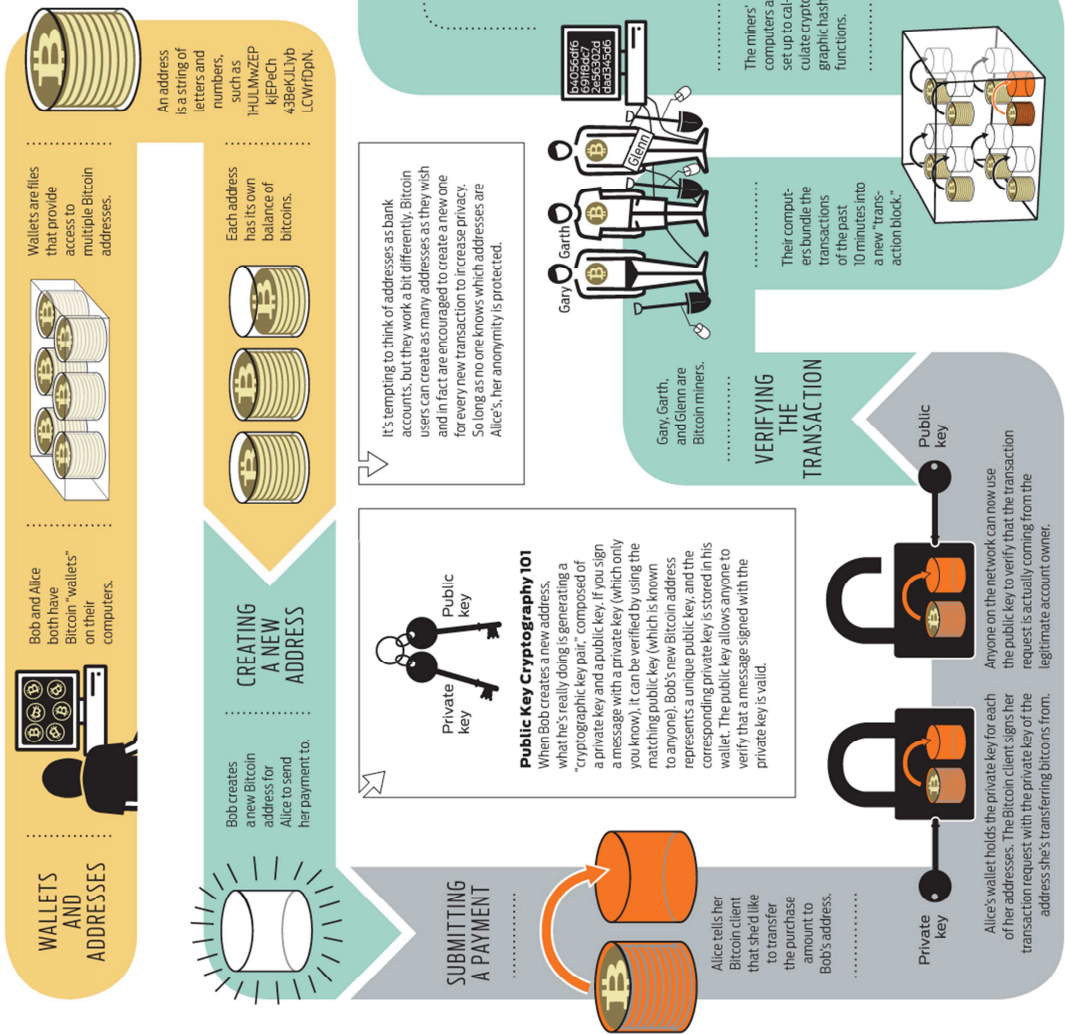 WALLETS
AND
ADDRESSES
Bob and Alice
both have
Bitcoin “wallets”
on their
computers.
Wallets are files
that provide
access to
multiple Bitcoin
addresses.
An address
is a string of
letters and
numbers,
such as
1HULMwZEP
kjEPeCh
43BeKJL1yb
LCWrfDpN.
Each address
has its own
balance of
bitcoins.
CREATING
A NEW
ADDRESS
Bob creates
a new Bitcoin
address for
Alice to send
her payment to.
It’s tempting to think of addresses as bank
accounts, but they work a bit differently. Bitcoin
users can create as many addresses as they wish
and in fact are encouraged to create a new one
for every new transaction to increase privacy.
So long as no one knows which addresses are
Alice’s, her anonymity is protected.
Private
key
Public
key
Public Key Cryptography 101
When Bob creates a new address,
what he’s really doing is generating a
“cryptographic key pair,” composed of
a private key and a public key. If you sign
a message with a private key (which only
you know), it can be verified by using the
matching public key (which is known
to anyone). Bob’s new Bitcoin address
represents a unique public key, and the
corresponding private key is stored in his
wallet. The public key allows anyone to
verify that a message signed with the
private key is valid.
SUBMITTING
A PAYMENT
Alice tells her
Bitcoin client
that she’d like
to transfer
the purchase
amount to
Bob’s address.
Private
key
Alice’s wallet holds the private key for each
of her addresses. The Bitcoin client signs her
transaction request with the private key of the
address she’s transferring bitcons from.
Public
key
Anyone on the network can now use
the public key to verify that the transaction
request is actually coming from the
legitimate account owner.
VERIFYING
THE
TRANSACTION
Gary, Garth,
and Glenn are
Bitcoin miners.
Gary
Garth
Glenn
b4056df6
691ff8dc7
2e56302d
dad345d6
Their comput-
ers bundle the
transactions
of the past
10 minutes into
a new “trans-
action block.”
The miners’
computers a
set up to cal-
culate crypto
graphic hash
functions.